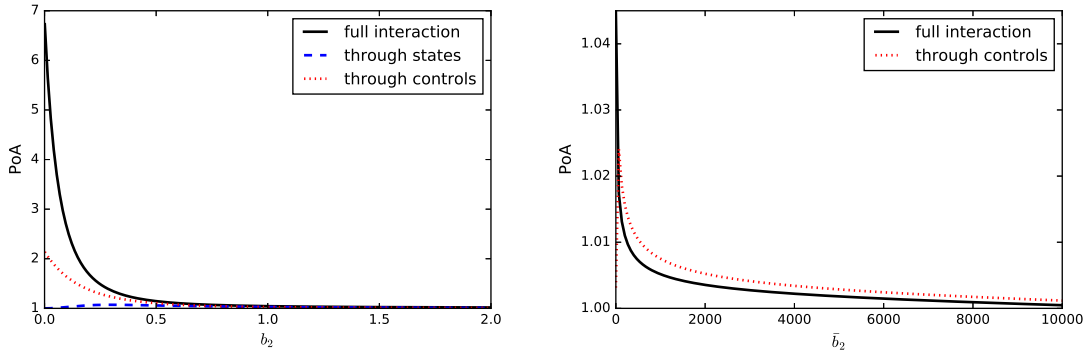 7
6
5
4
3
2
1
PoA
0.0 0.5 1.0 1.5 2.0
b₂
full interaction
through states
through controls
1.04
1.03
1.02
1.01
1.00
PoA
0 2000 4000 6000 8000 10000
b̄₂
full interaction
through controls